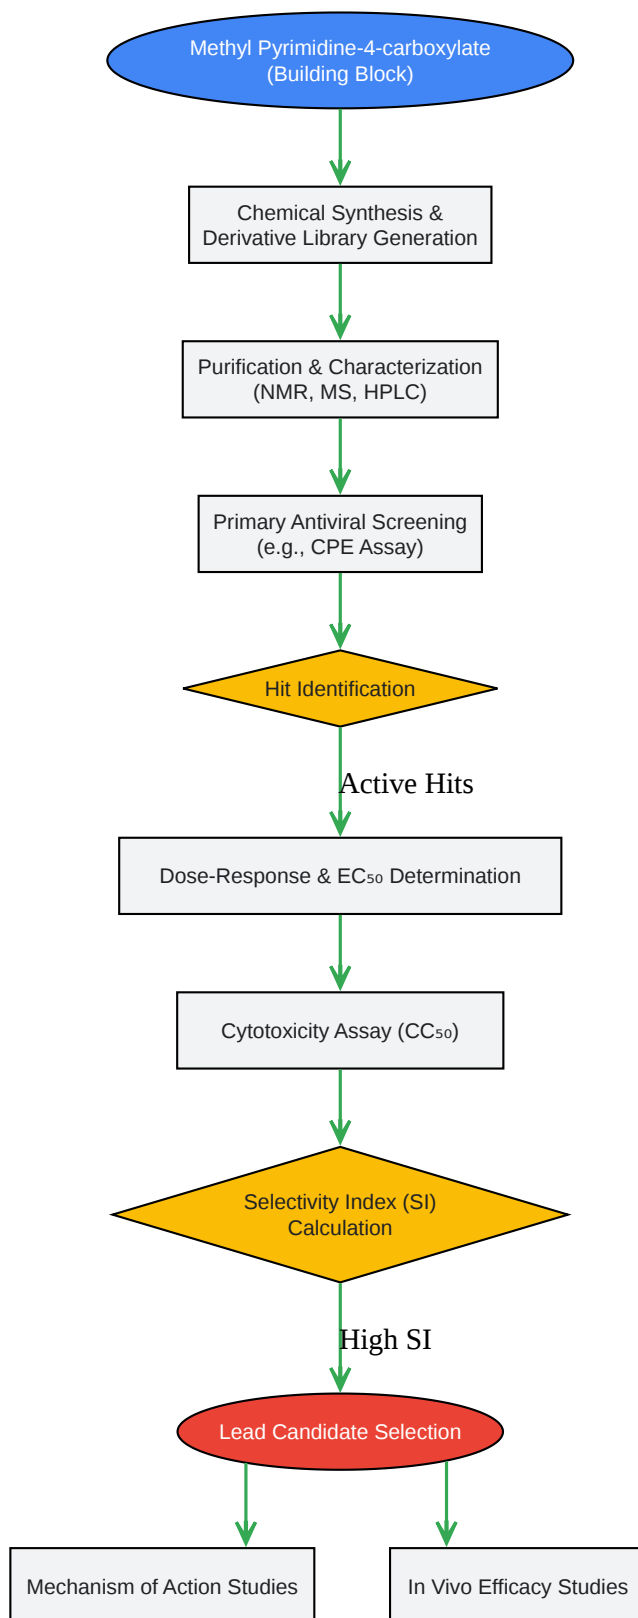 Methyl Pyrimidine-4-carboxylate
(Building Block)
Chemical Synthesis &
Derivative Library Generation
Purification & Characterization
(NMR, MS, HPLC)
Primary Antiviral Screening
(e.g., CPE Assay)
Hit Identification
Active Hits
Dose-Response & EC₅₀ Determination
Cytotoxicity Assay (CC₅₀)
Selectivity Index (SI)
Calculation
High SI
Lead Candidate Selection
Mechanism of Action Studies
In Vivo Efficacy Studies